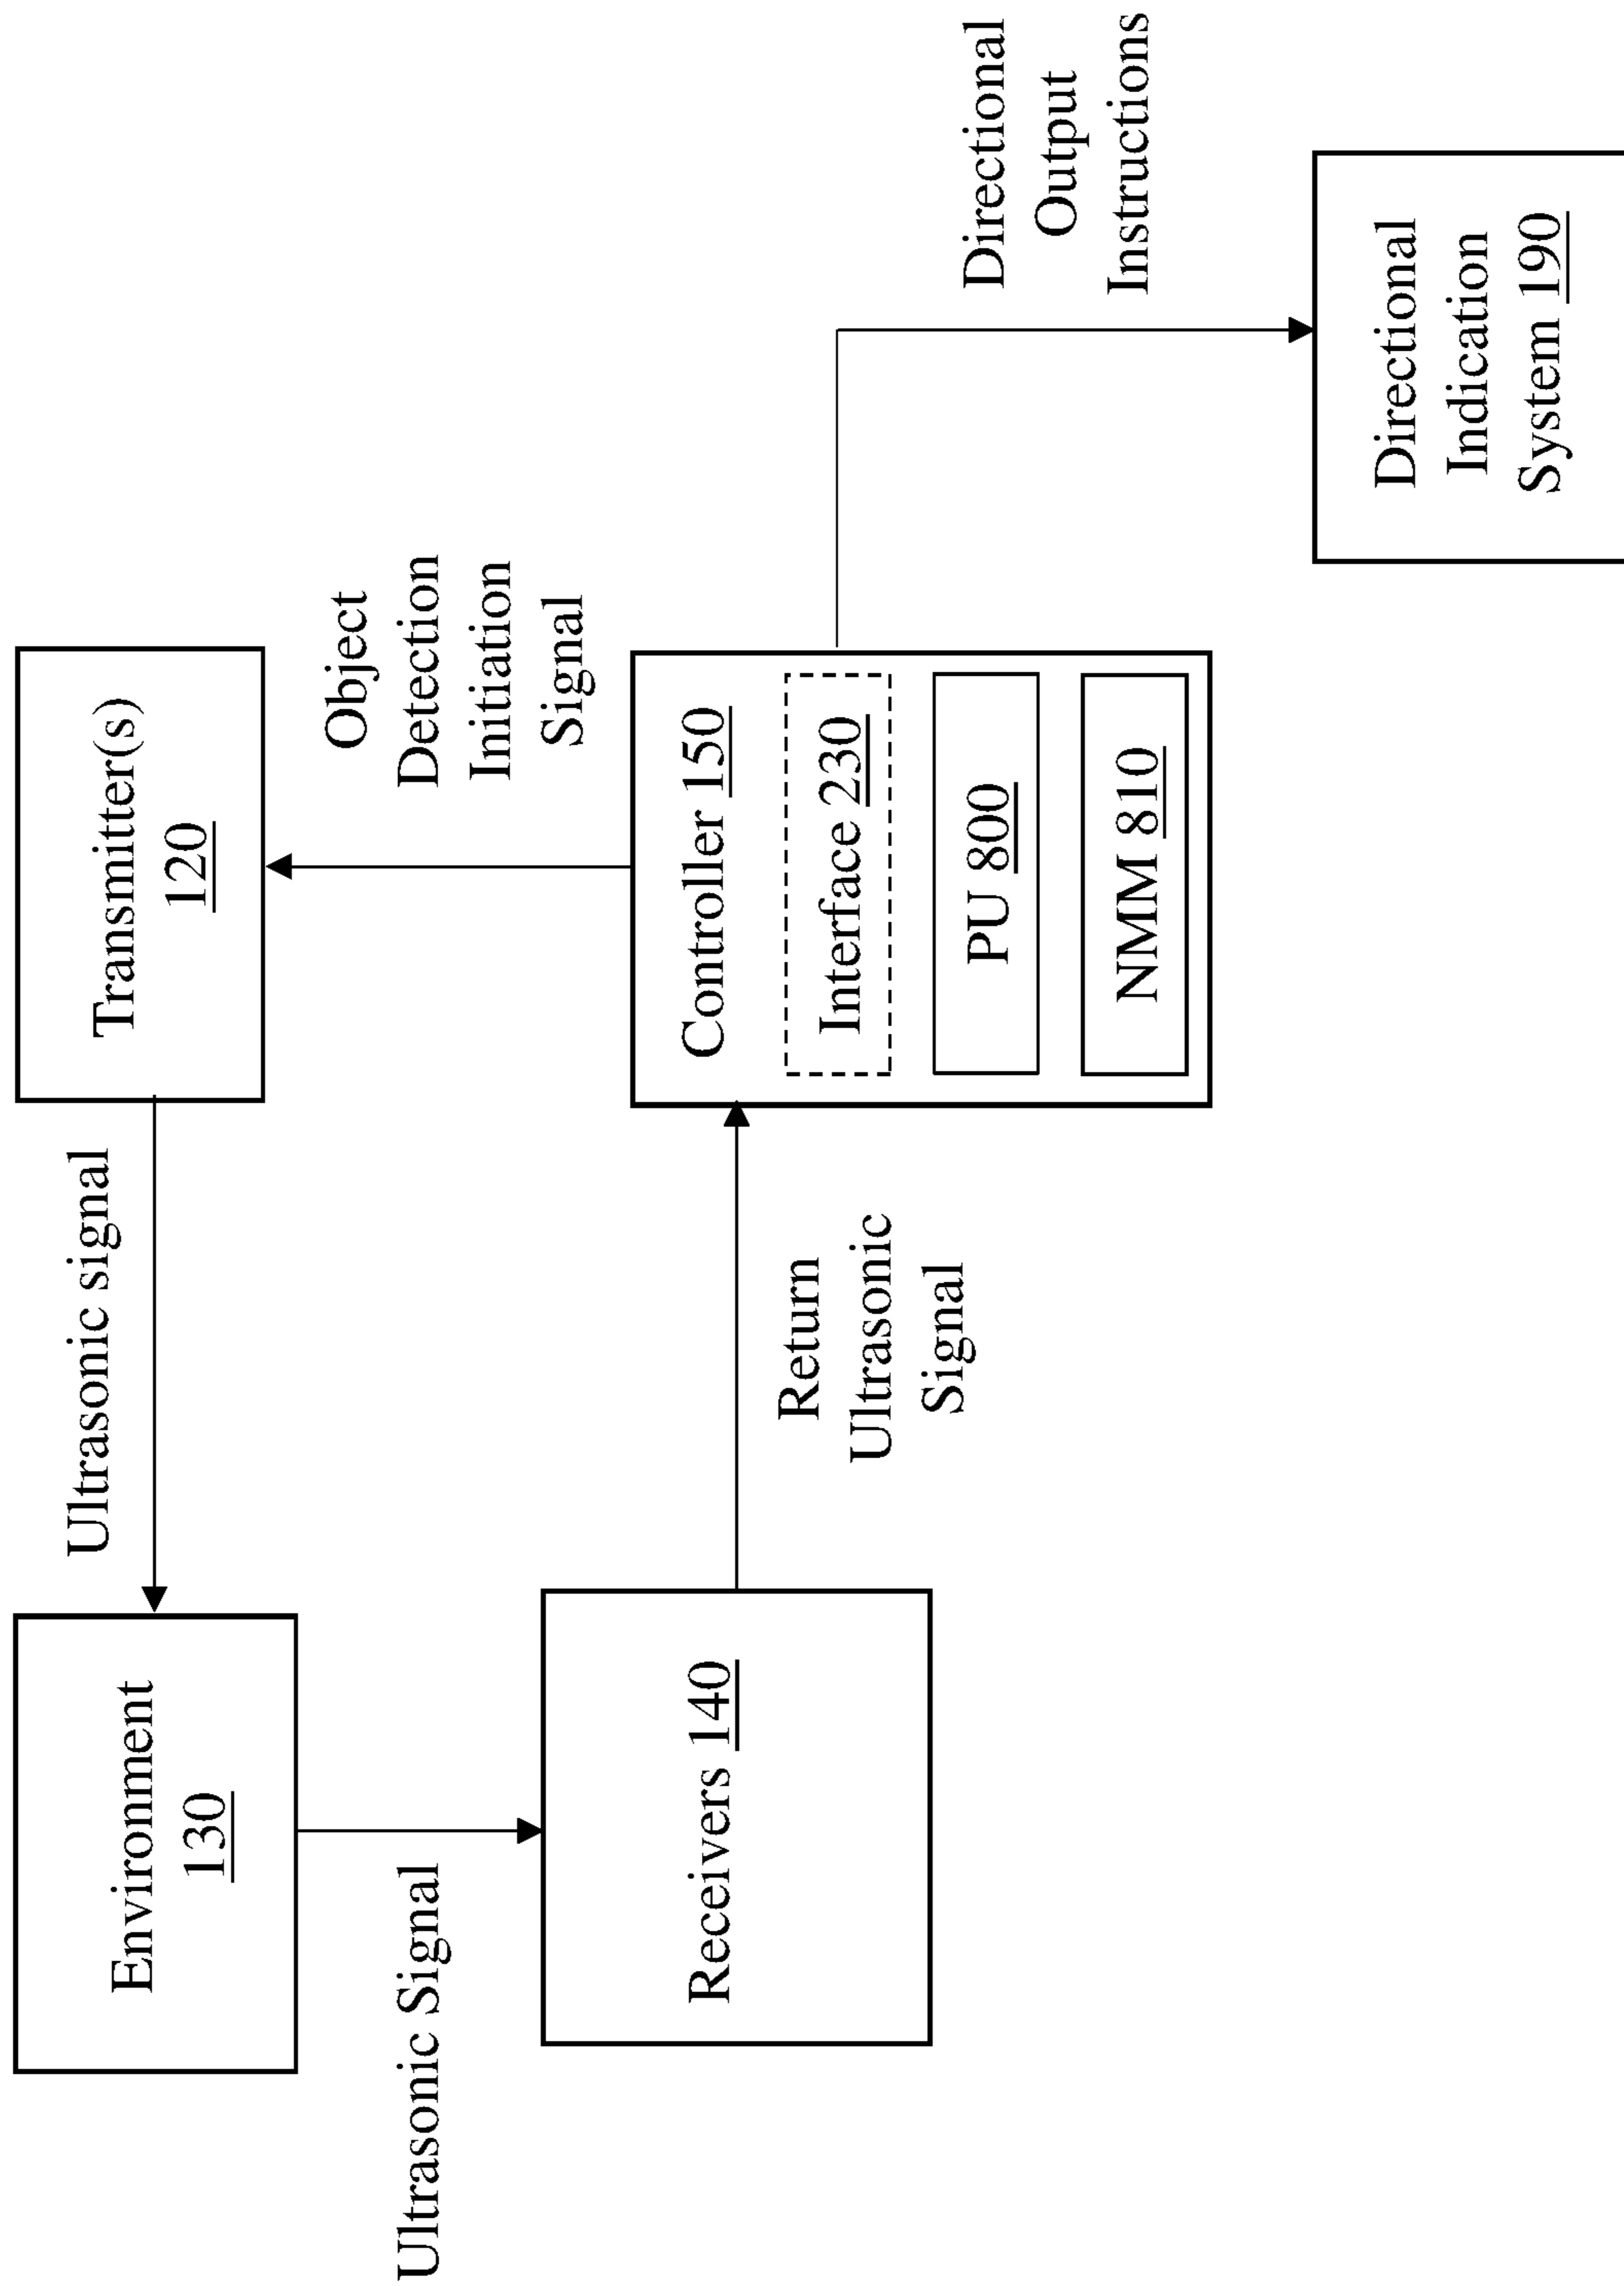 Environment
130
Ultrasonic signal
Transmitter(s)
120
Ultrasonic Signal
Object
Detection
Initiation
Signal
Receivers 140
Return
Ultrasonic
Signal
Controller 150
Interface 230
PU 800
NMM 810
Directional
Output
Instructions
Directional
Indication
System 190